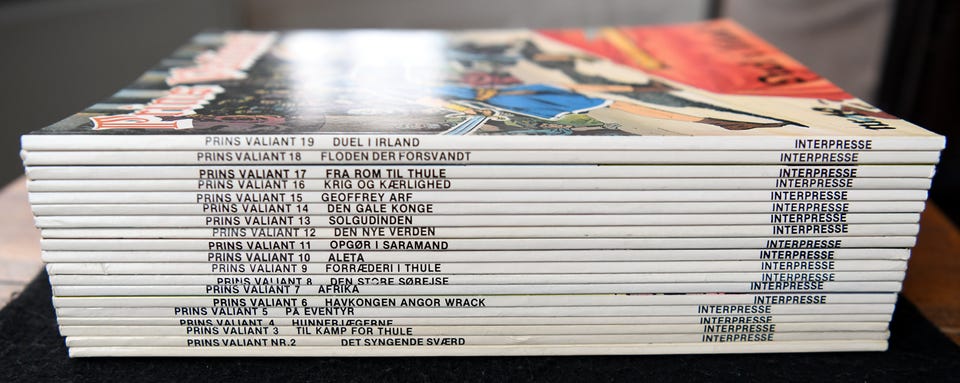 Prins Valiant
PRINS VALIANT 19 DUEL I IRLAND INTERPRESSE
PRINS VALIANT 18 FLODEN DER FORSVANDT INTERPRESSE
PRINS VALIANT 17 FRA ROM TIL THULE INTERPRESSE
PRINS VALIANT 16 KRIG OG KÆRLIGHED INTERPRESSE
PRINS VALIANT 15 GEOFFREY ARF INTERPRESSE
PRINS VALIANT 14 DEN GALE KONGE INTERPRESSE
PRINS VALIANT 13 SOLGUDINDEN INTERPRESSE
PRINS VALIANT 12 DEN NYE VERDEN INTERPRESSE
PRINS VALIANT 11 OPGØR I SARAMAND INTERPRESSE
PRINS VALIANT 10 ALETA INTERPRESSE
PRINS VALIANT 9 FORRÆDERI I THULE INTERPRESSE
PRINS VALIANT 8 DEN STORE SØREJSE INTERPRESSE
PRINS VALIANT 7 AFRIKA INTERPRESSE
PRINS VALIANT 6 HAVKONGEN ANGOR WRACK INTERPRESSE
PRINS VALIANT 5 PÅ EVENTYR INTERPRESSE
PRINS VALIANT 4 HUNNERJÆGERNE INTERPRESSE
PRINS VALIANT 3 TIL KAMP FOR THULE INTERPRESSE
PRINS VALIANT NR.2 DET SYNGENDE SVÆRD INTERPRESSE